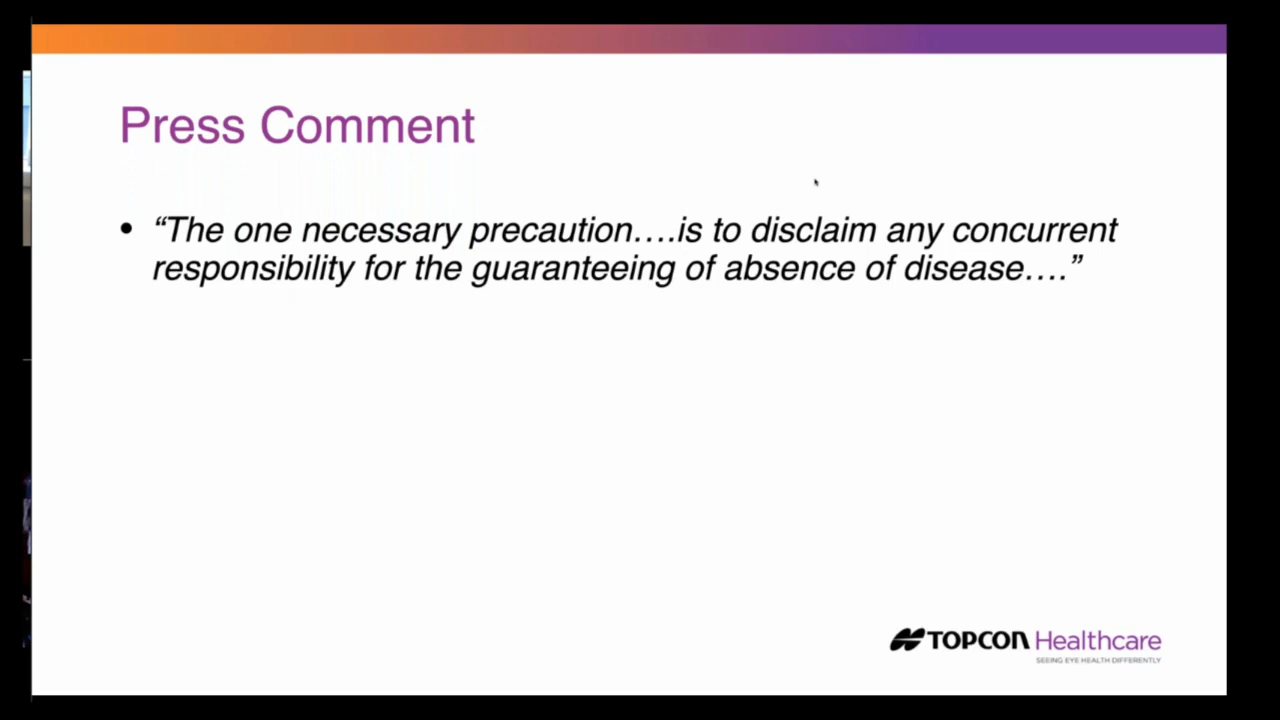 Press Comment
• “The one necessary precaution….is to disclaim any concurrent
responsibility for the guaranteeing of absence of disease….”
TOPCON Healthcare
SEEING EYE HEALTH DIFFERENTLY